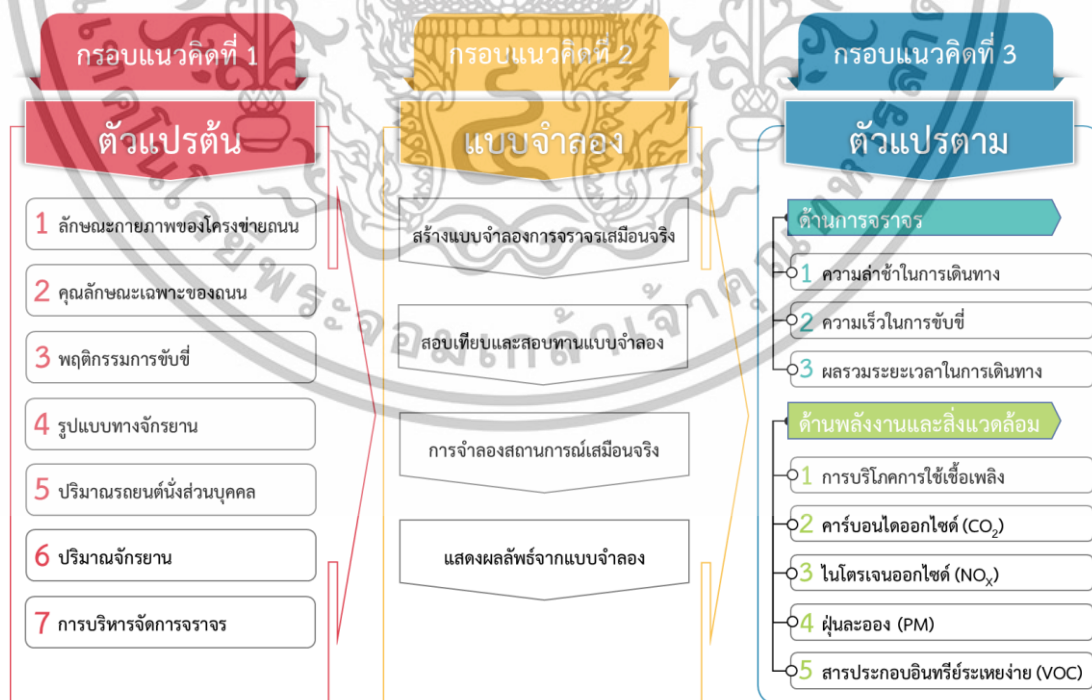 กรอบแนวคิดที่ 1
ตัวแปรต้น
1 ลักษณะกายภาพของโครงข่ายถนน
2 คุณลักษณะเฉพาะของถนน
3 พฤติกรรมการขับขี่
4 รูปแบบทางจักรยาน
5 ปริมาณรถยนต์นั่งส่วนบุคคล
6 ปริมาณจักรยาน
7 การบริหารจัดการจราจร
กรอบแนวคิดที่ 2
แบบจำลอง
สร้างแบบจำลองการจราจรเสมือนจริง
สอบเทียบและสอบทานแบบจำลอง
การจำลองสถานการณ์เสมือนจริง
แสดงผลลัพธ์จากแบบจำลอง
กรอบแนวคิดที่ 3
ตัวแปรตาม
ด้านการจราจร
1 ความล่าช้าในการเดินทาง
2 ความเร็วในการขับขี่
3 ผลรวมระยะเวลาในการเดินทาง
ด้านพลังงานและสิ่งแวดล้อม
1 การบริโภคการใช้เชื้อเพลิง
2 คาร์บอนไดออกไซด์ (CO₂)
3 ไนโตรเจนออกไซด์ (NOₓ)
4 ฝุ่นละออง (PM)
5 สารประกอบอินทรีย์ระเหยง่าย (VOC)
พระจอมเกล้าเจ้าคุณทหาร